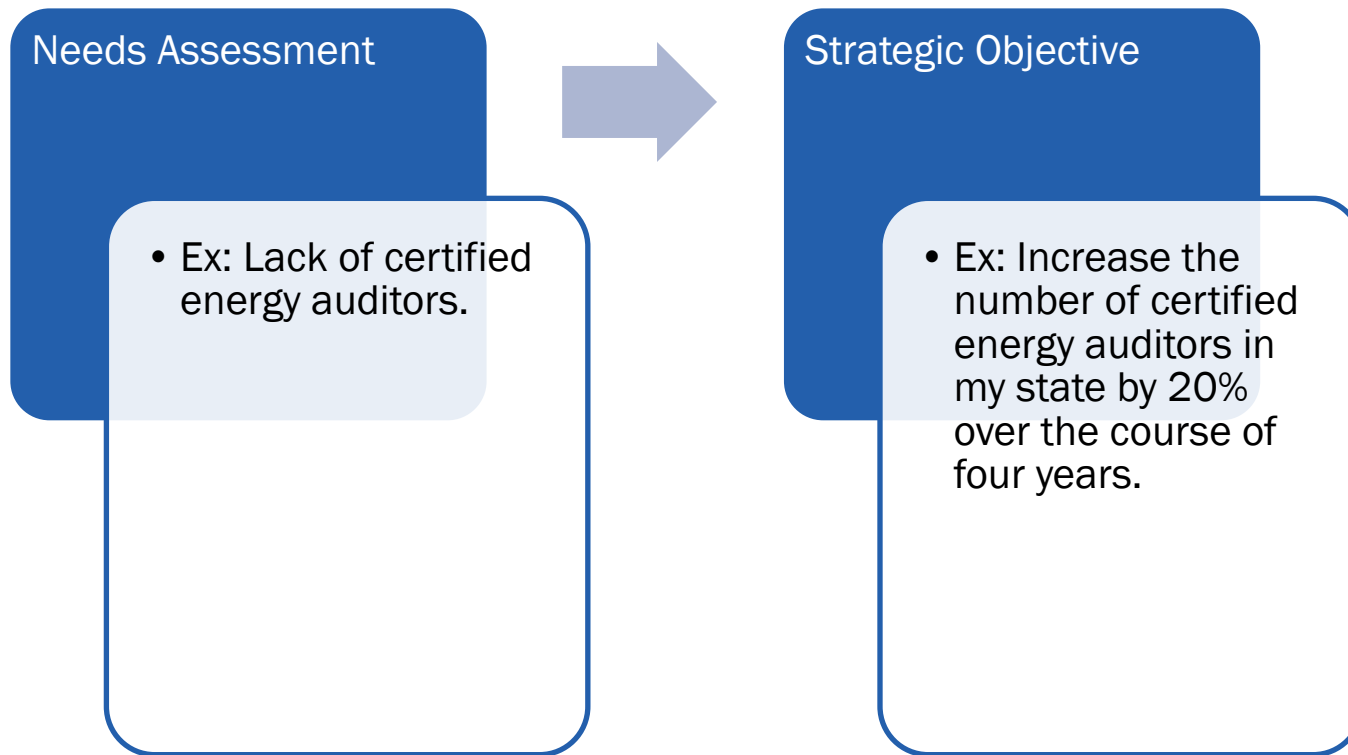 Needs Assessment
• Ex: Lack of certified
energy auditors.
Strategic Objective
• Ex: Increase the
number of certified
energy auditors in
my state by 20%
over the course of
four years.